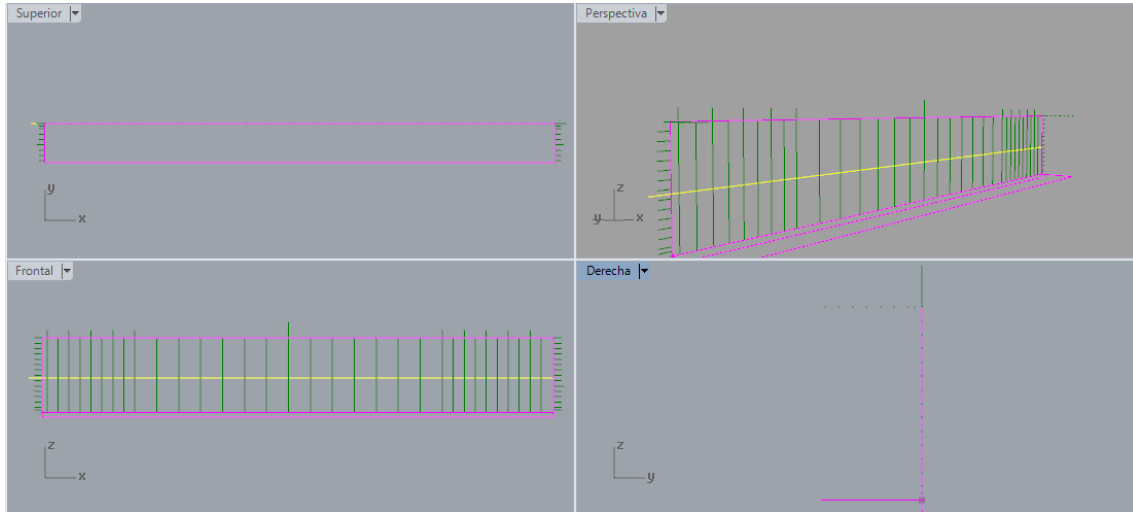 Superior
Perspectiva
y
x
z
y
x
Frontal
Derecha
z
x
z
y